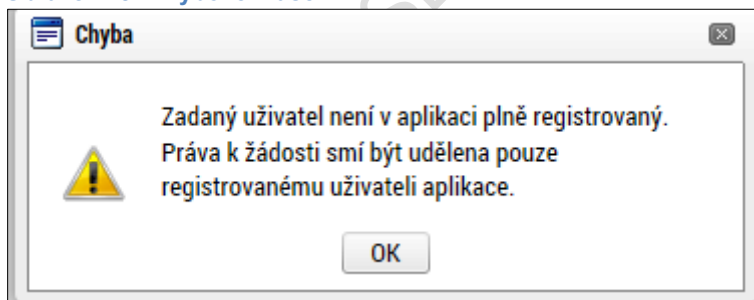 Chyba
Zadaný uživatel není v aplikaci plně registrovaný.
Práva k žádosti smí být udělena pouze
registrovanému uživateli aplikace.
OK